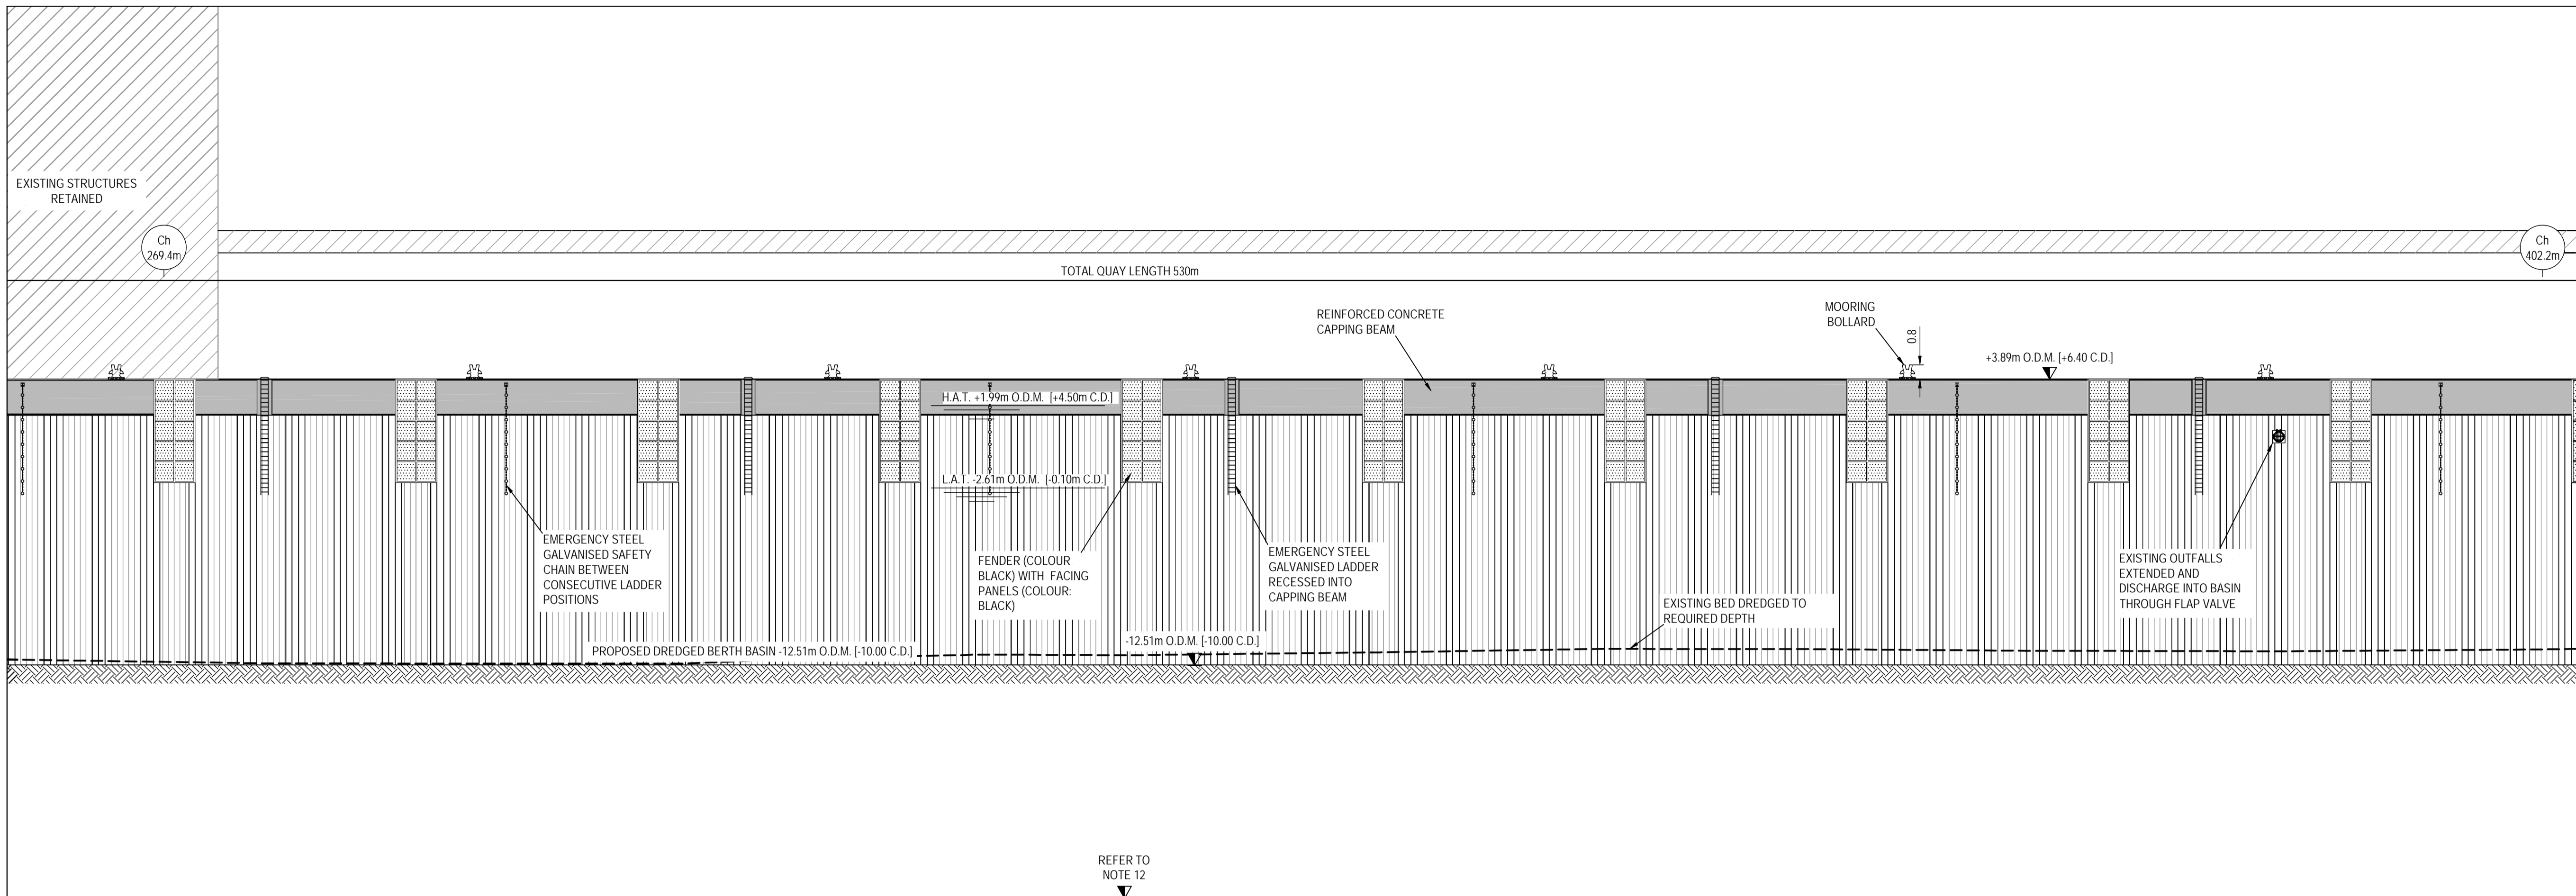 EXISTING STRUCTURES
RETAINED
Ch
269.4m
Ch
402.2m
TOTAL QUAY LENGTH 530m
REINFORCED CONCRETE
CAPPING BEAM
MOORING
BOLLARD
0.8
+3.89m O.D.M. [+6.40 C.D.]
H.A.T. +1.99m O.D.M. [+4.50m C.D.]
L.A.T. -2.61m O.D.M. [-0.10m C.D.]
EMERGENCY STEEL
GALVANISED SAFETY
CHAIN BETWEEN
CONSECUTIVE LADDER
POSITIONS
FENDER (COLOUR
BLACK) WITH FACING
PANELS (COLOUR:
BLACK)
EMERGENCY STEEL
GALVANISED LADDER
RECESSED INTO
CAPPING BEAM
EXISTING OUTFALLS
EXTENDED AND
DISCHARGE INTO BASIN
THROUGH FLAP VALVE
EXISTING BED DREDGED TO
REQUIRED DEPTH
PROPOSED DREDGED BERTH BASIN -12.51m O.D.M. [-10.00 C.D.]
-12.51m O.D.M. [-10.00 C.D.]
REFER TO
NOTE 12